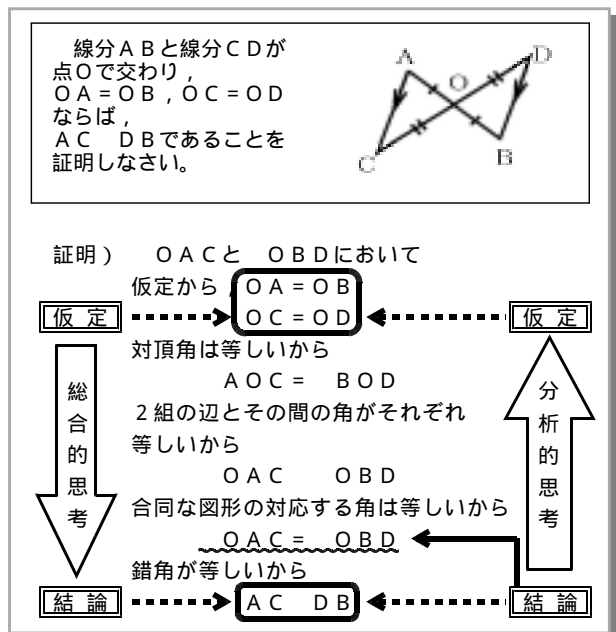 線分ABと線分CDが
点Oで交わり,
OA=OB,OC=OD
ならば,
AC DBであることを
証明しなさい。
A
D
O
C
B
証明) OACと OBDにおいて
仮定から,OA=OB
仮定
OC=OD
仮定
対頂角は等しいから
AOC= BOD
2組の辺とその間の角がそれぞれ
等しいから
OAC OBD
合同な図形の対応する角は等しいから
OAC= OBD
錯角が等しいから
結論
AC DB
結論
総合的思考
分析的思考